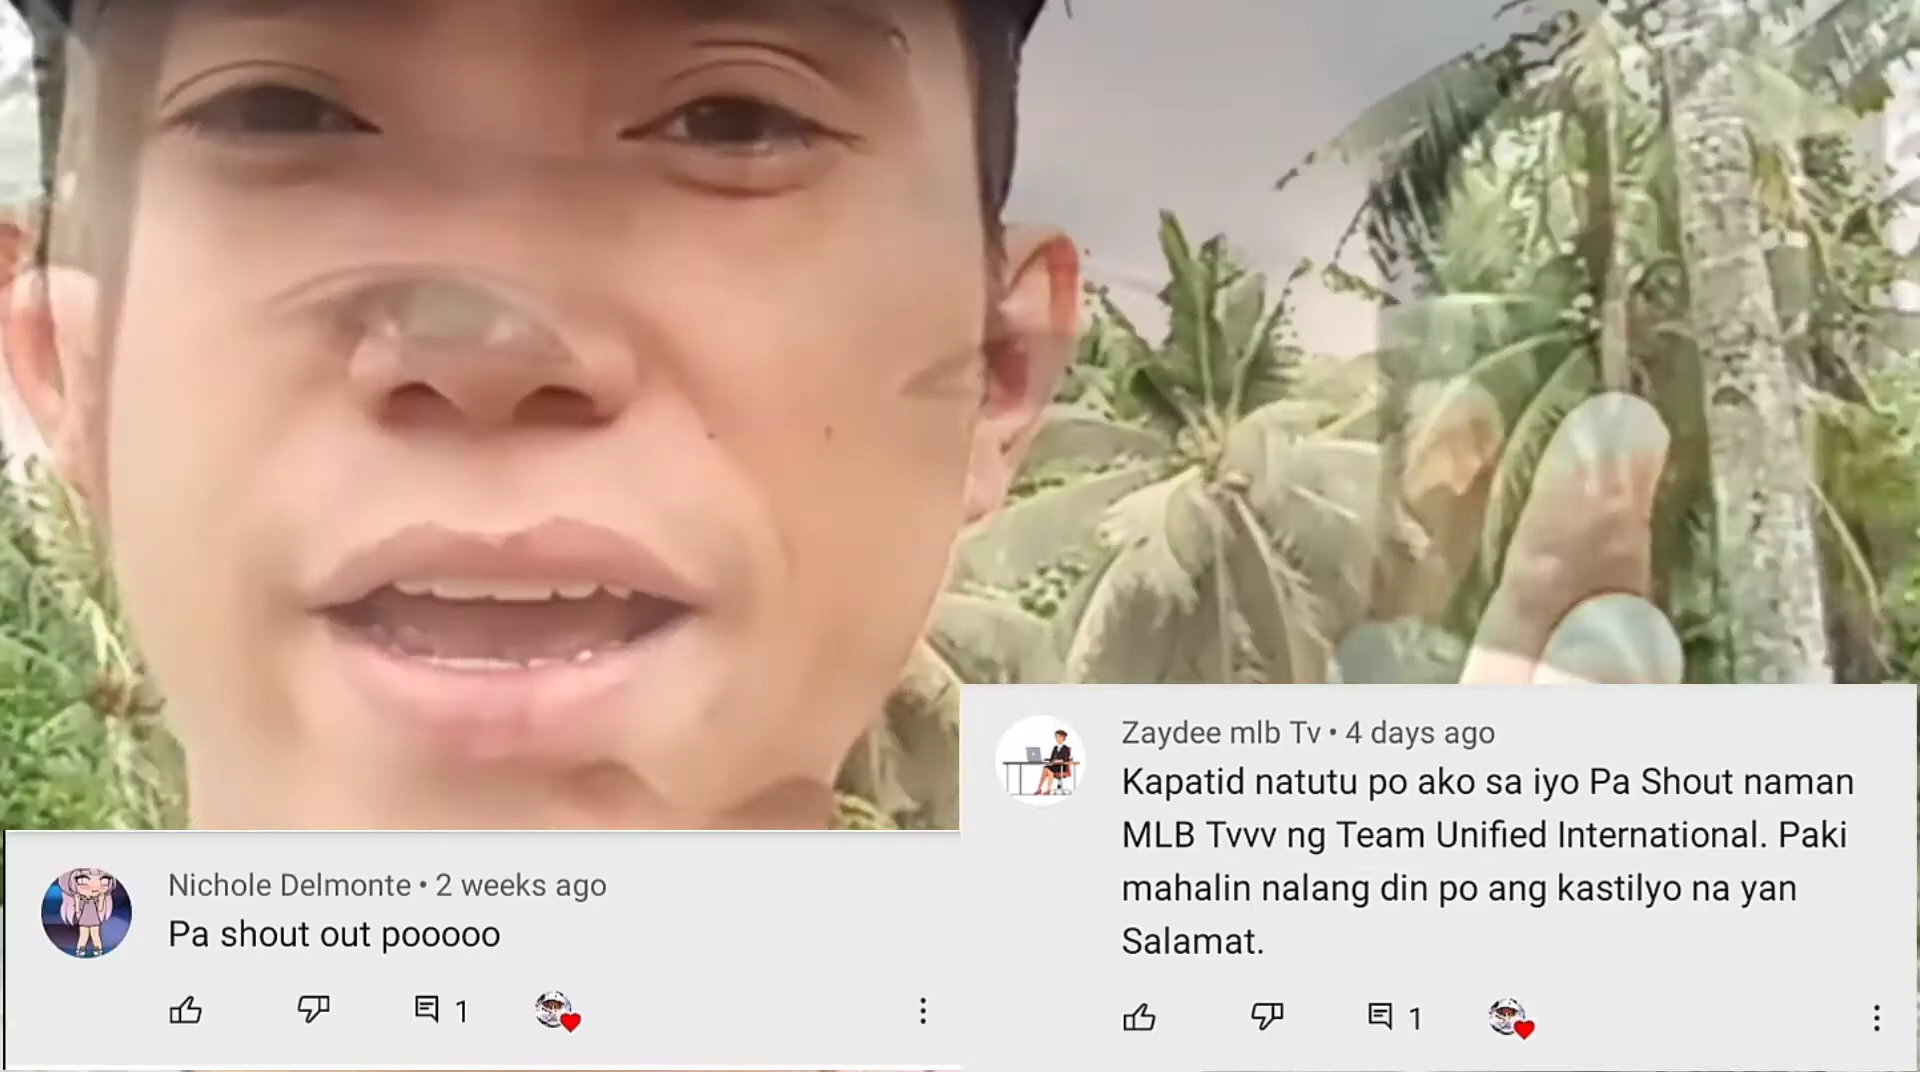 Nichole Delmonte • 2 weeks ago
Pa shout out pooooo
1
Zaydee mlb Tv • 4 days ago
Kapatid natutu po ako sa iyo Pa Shout naman
MLB Tvvv ng Team Unified International. Paki
mahalin nalang din po ang kastilyo na yan
Salamat.
1